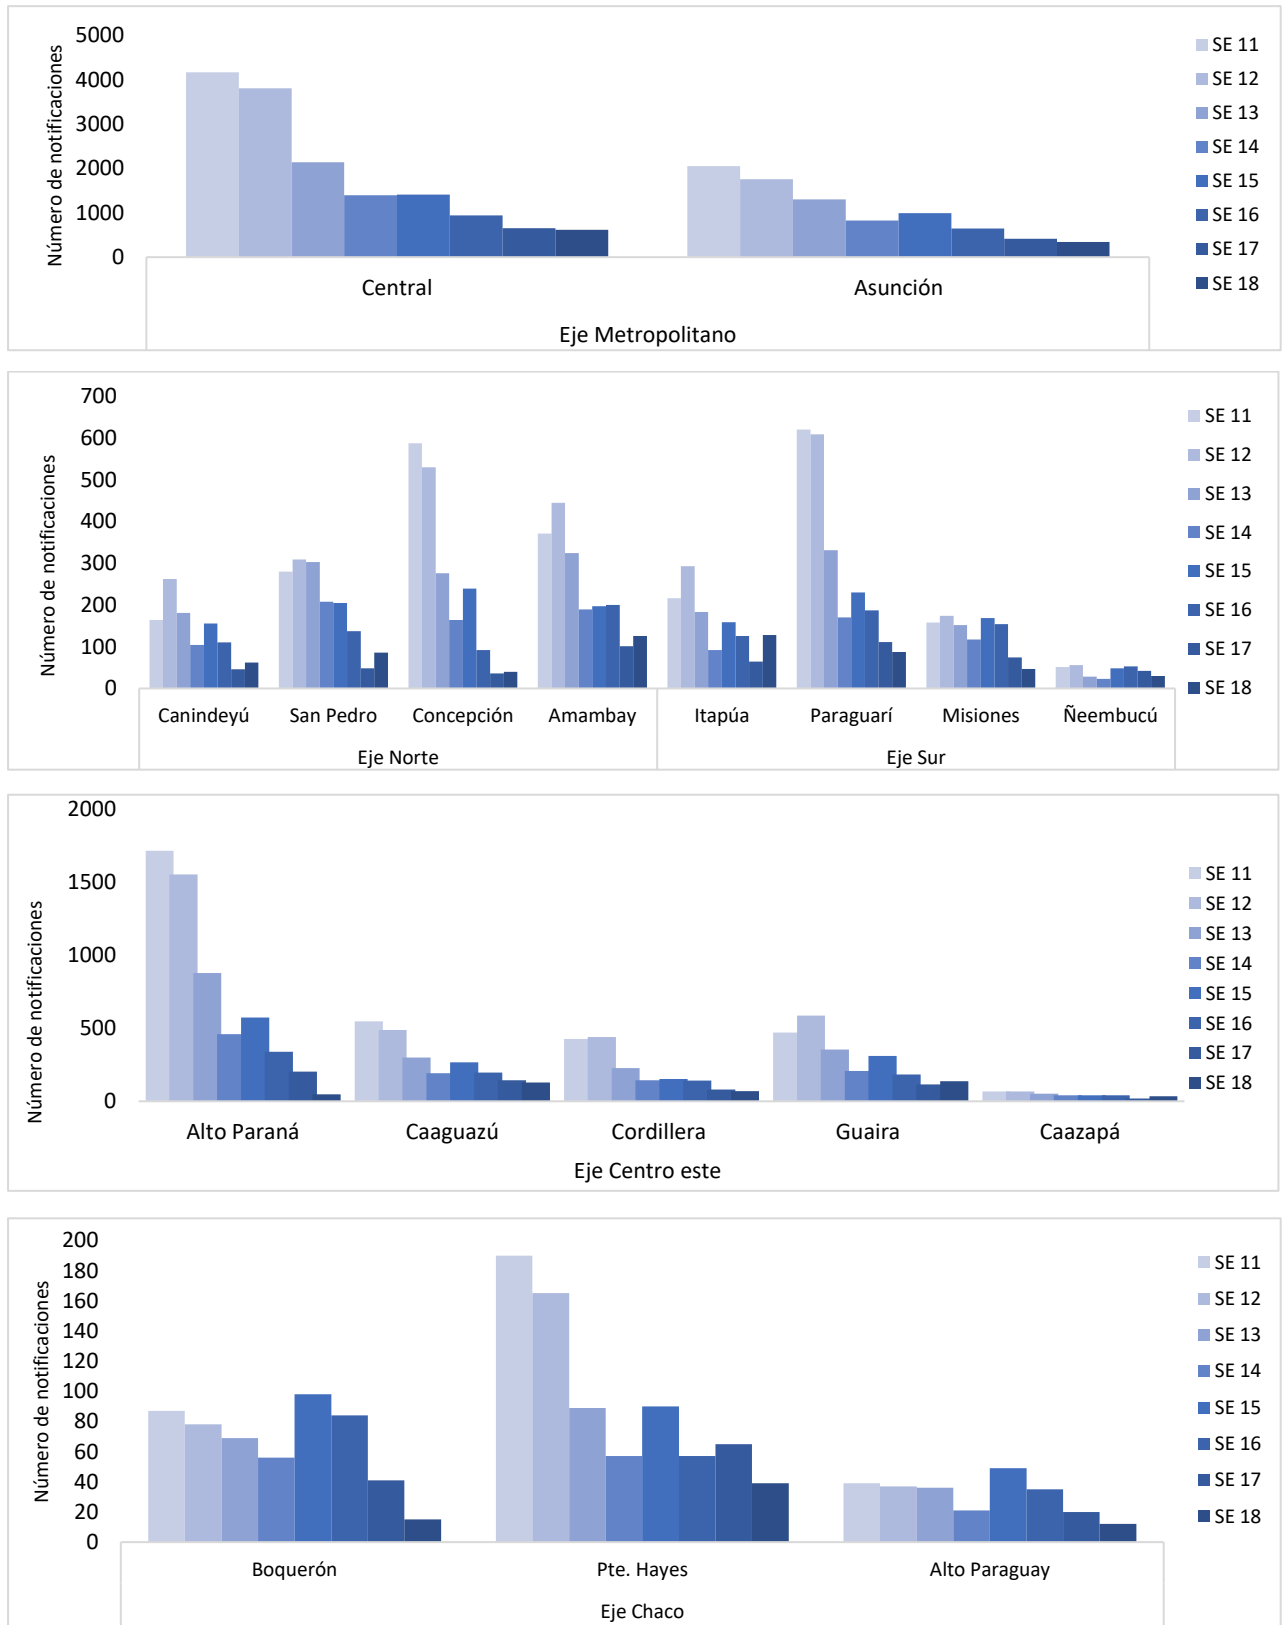 Número de notificaciones
5000
4000
3000
2000
1000
0
Central
Asunción
Eje Metropolitano
SE 11
SE 12
SE 13
SE 14
SE 15
SE 16
SE 17
SE 18
Número de notificaciones
700
600
500
400
300
200
100
0
Canindeyú
San Pedro
Concepción
Amambay
Itapúa
Paraguarí
Misiones
Ñeembucú
Eje Norte
Eje Sur
SE 11
SE 12
SE 13
SE 14
SE 15
SE 16
SE 17
SE 18
Número de notificaciones
2000
1500
1000
500
0
Alto Paraná
Caaguazú
Cordillera
Guaira
Caazapá
Eje Centro este
SE 11
SE 12
SE 13
SE 14
SE 15
SE 16
SE 17
SE 18
Número de notificaciones
200
180
160
140
120
100
80
60
40
20
0
Boquerón
Pte. Hayes
Alto Paraguay
Eje Chaco
SE 11
SE 12
SE 13
SE 14
SE 15
SE 16
SE 17
SE 18